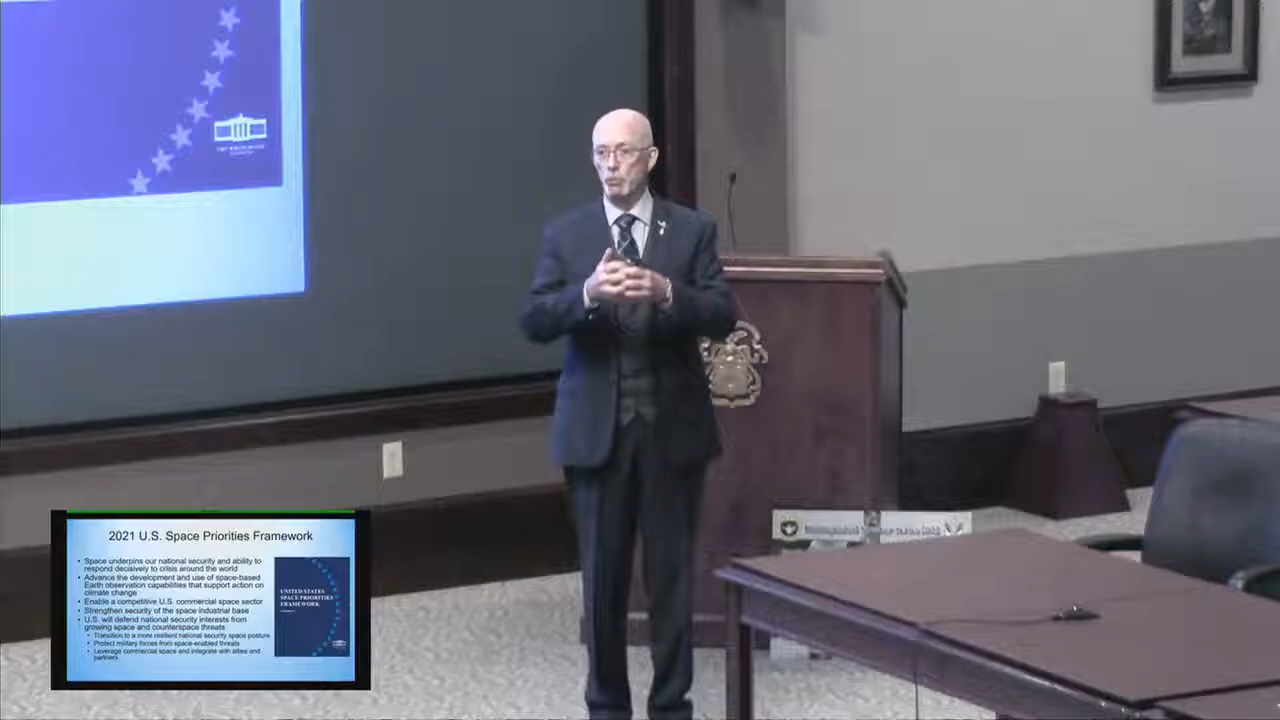 2021 U.S. Space Priorities Framework
• Space underpins our national security and ability to
respond decisively to crisis around the world
• Advance the development and use of space-based
Earth observation capabilities that support action on
climate change
• Enable a competitive U.S. commercial space sector
• Strengthen security of the space industrial base
• U.S. will defend national security interests from
growing space and counterspace threats
• Transition to a more resilient national security space posture
• Protect military forces from space-enabled threats
• Leverage commercial space and integrate with allies and
partners
UNITED STATES
SPACE PRIORITIES
FRAMEWORK